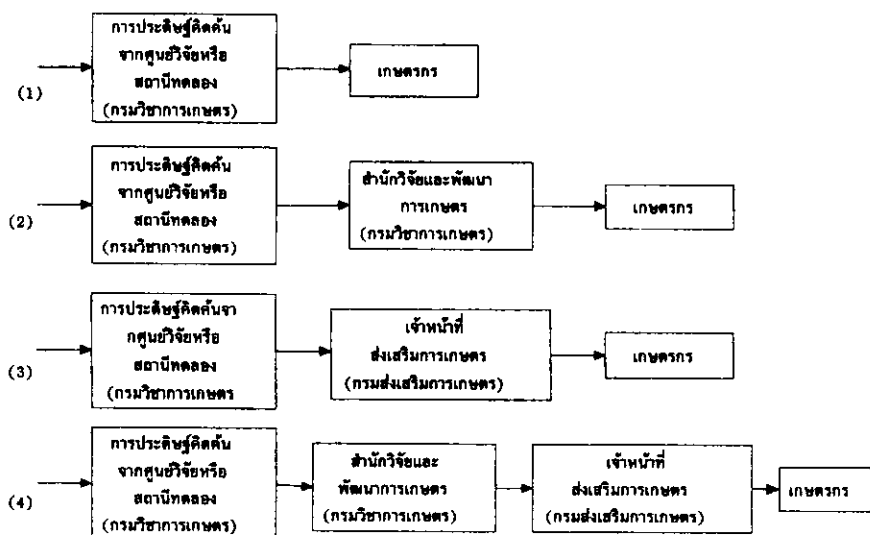 การประดิษฐ์คิดค้น
จากศูนย์วิจัยหรือ
สถานีทดลอง
(กรมวิชาการเกษตร)
เกษตรกร
(1)
การประดิษฐ์คิดค้น
จากศูนย์วิจัยหรือ
สถานีทดลอง
(กรมวิชาการเกษตร)
สำนักวิจัยและพัฒนา
การเกษตร
(กรมวิชาการเกษตร)
เกษตรกร
(2)
การประดิษฐ์คิดค้นจา
กศูนย์วิจัยหรือ
สถานีทดลอง
(กรมวิชาการเกษตร
เจ้าหน้าที่
ส่งเสริมการเกษตร
(กรมส่งเสริมการเกษตร)
เกษตรกร
(3)
การประดิษฐ์คิดค้น
จากศูนย์วิจัยหรือ
สถานีทดลอง
(กรมวิชาการเกษตร)
สำนักวิจัยและ
พัฒนาการเกษตร
(กรมวิชาการเกษตร)
เจ้าหน้าที่
ส่งเสริมการเกษตร
(กรมส่งเสริมการเกษตร)
เกษตรกร
(4)